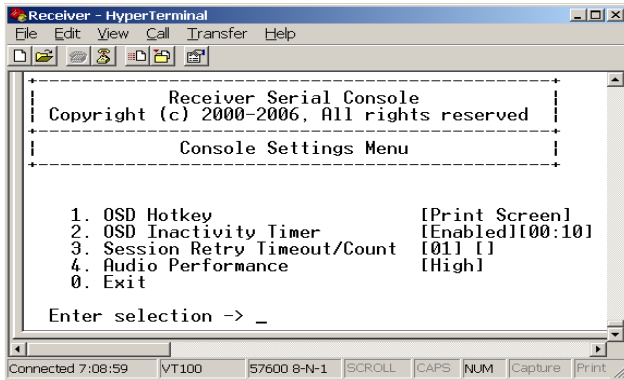 Receiver - HyperTerminal
File Edit View Call Transfer Help
Receiver Serial Console
Copyright (c) 2000-2006, All rights reserved
Console Settings Menu
1. OSD Hotkey [Print Screen]
2. OSD Inactivity Timer [Enabled][00:10]
3. Session Retry Timeout/Count [01] []
4. Audio Performance [High]
0. Exit
Enter selection -> _
Connected 7:08:59 VT100 57600 8-N-1 SCROLL CAPS NUM Capture Print